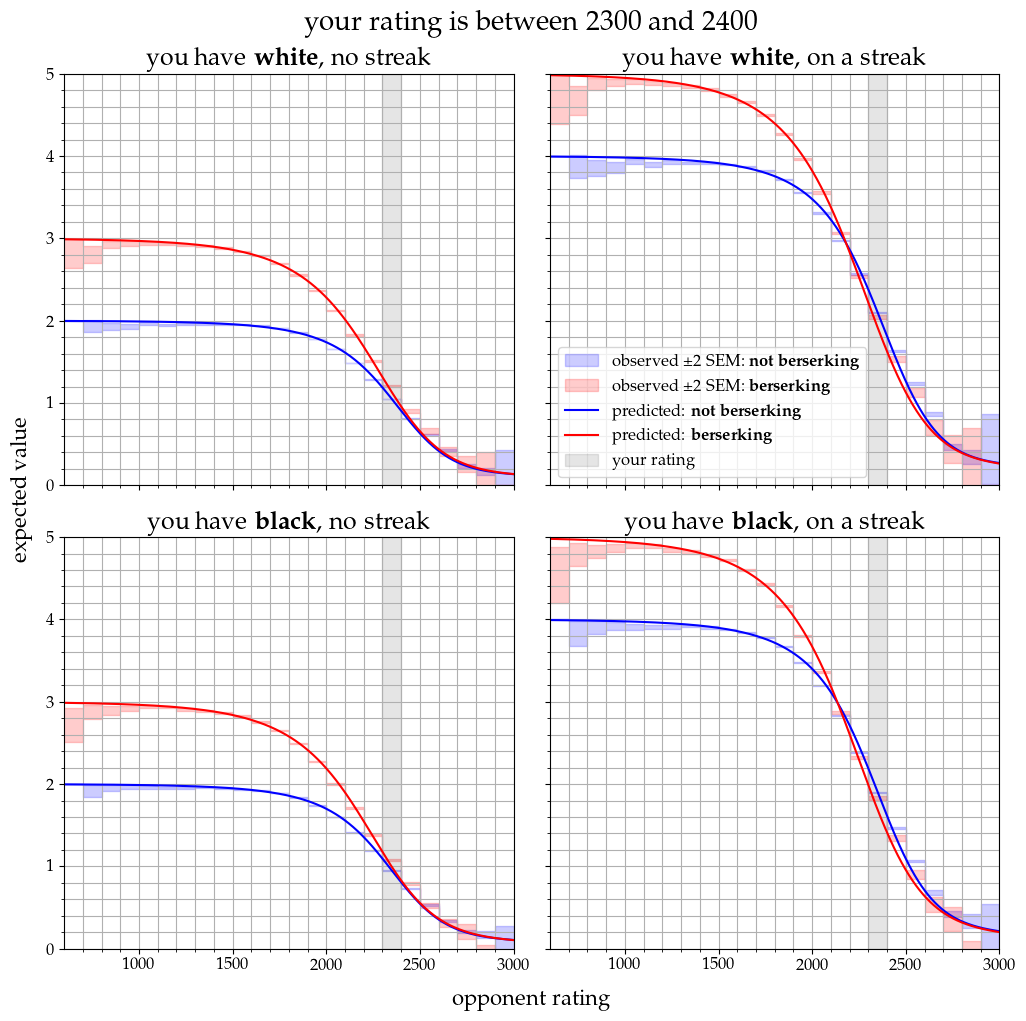 your rating is between 2300 and 2400
you have white, no streak
you have white, on a streak
5
4
3
2
1
0
observed ±2 SEM: not berserking
observed ±2 SEM: berserking
predicted: not berserking
predicted: berserking
your rating
expected value
you have black, no streak
you have black, on a streak
5
4
3
2
1
0
1000 1500 2000 2500 3000
1000 1500 2000 2500 3000
opponent rating